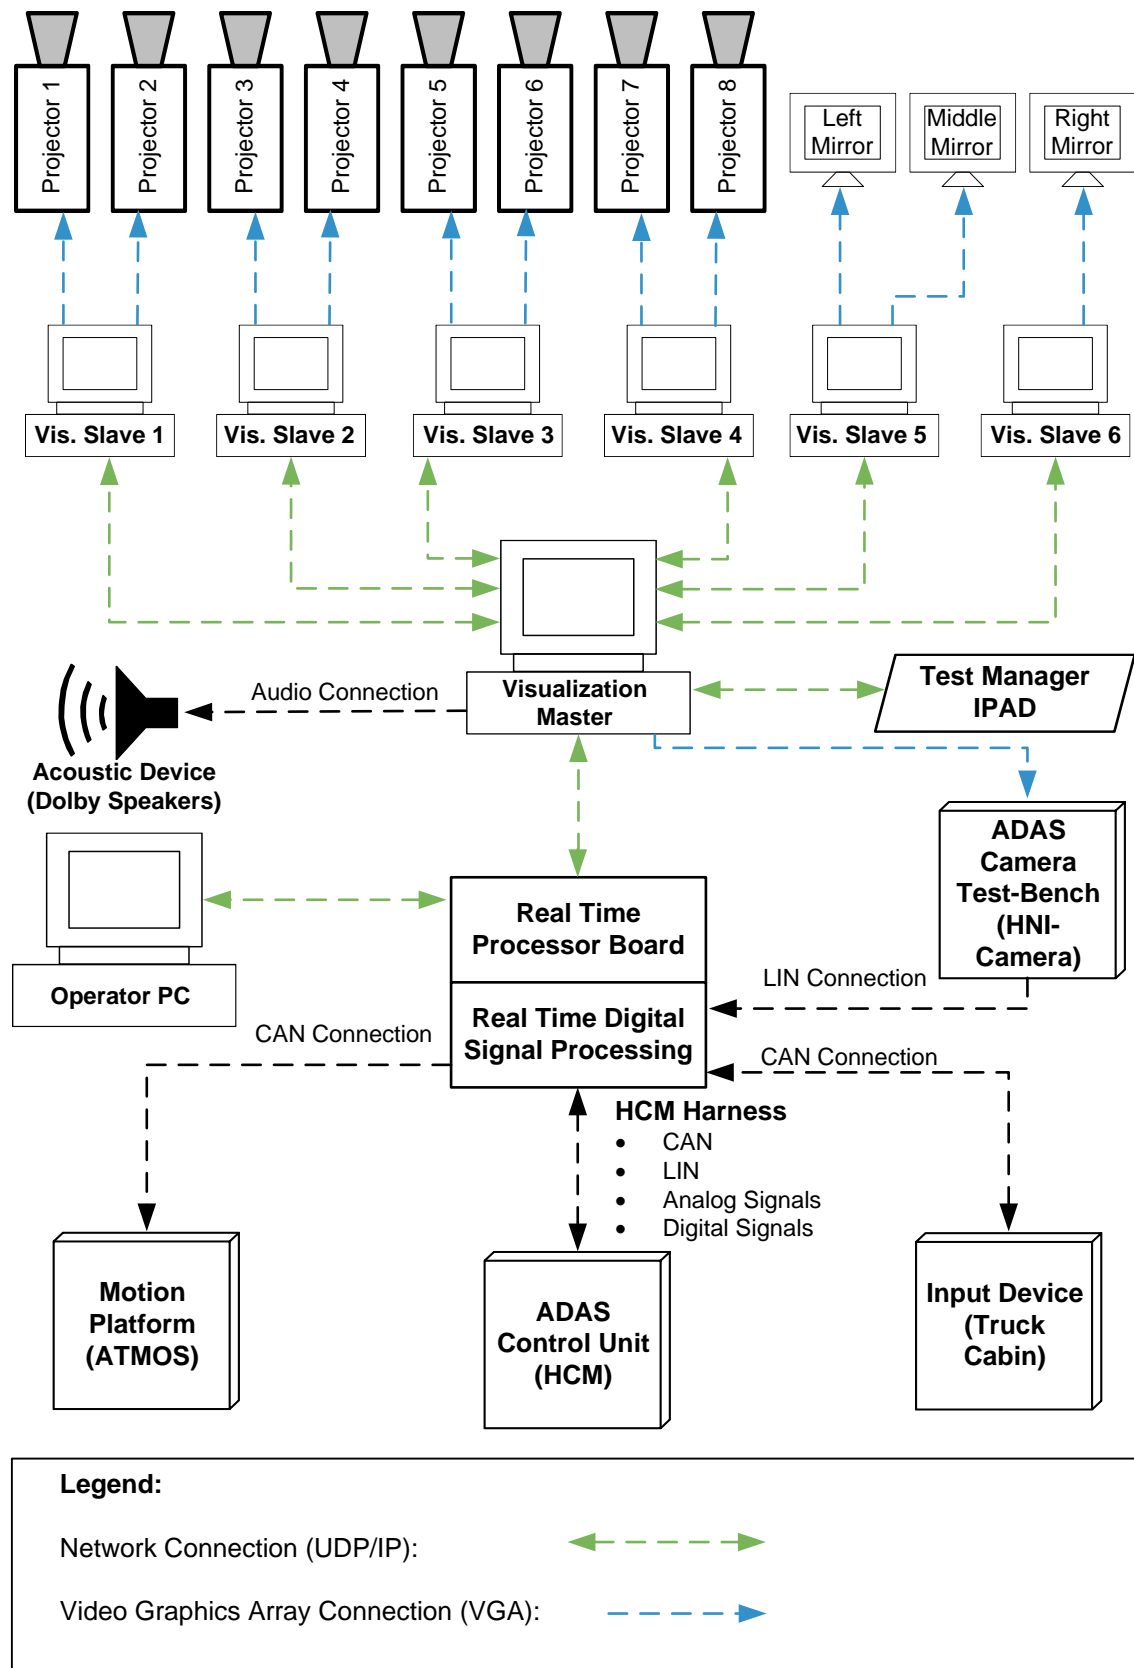 Projector 1
Projector 2
Projector 3
Projector 4
Projector 5
Projector 6
Projector 7
Projector 8
Left
Mirror
Middle
Mirror
Right
Mirror
Vis. Slave 1
Vis. Slave 2
Vis. Slave 3
Vis. Slave 4
Vis. Slave 5
Vis. Slave 6
Audio Connection
Visualization
Master
Test Manager
IPAD
Acoustic Device
(Dolby Speakers)
ADAS
Camera
Test-Bench
(HNI-
Camera)
Real Time
Processor Board
Operator PC
LIN Connection
Real Time Digital
Signal Processing
CAN Connection
CAN Connection
HCM Harness
• CAN
• LIN
• Analog Signals
• Digital Signals
Motion
Platform
(ATMOS)
ADAS
Control Unit
(HCM)
Input Device
(Truck
Cabin)
Legend:
Network Connection (UDP/IP):
Video Graphics Array Connection (VGA):